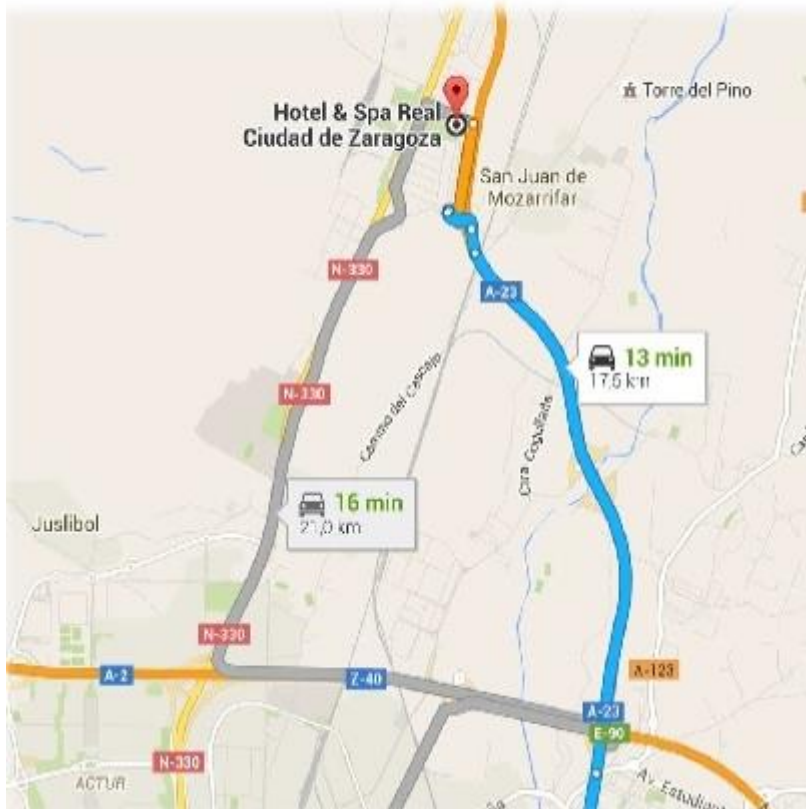 Torre del Pino
Hotel & Spa Real
Ciudad de Zaragoza
San Juan de
Mozarrifar
N-330
A-23
13 min
17,5 km
N-330
Camino del Cascajo
Ctra Cogullada
16 min
21,0 km
Juslibol
N-330
A-2
Z-40
A-123
A-23
E-90
N-330
ACTUR
Av. Estudiantes